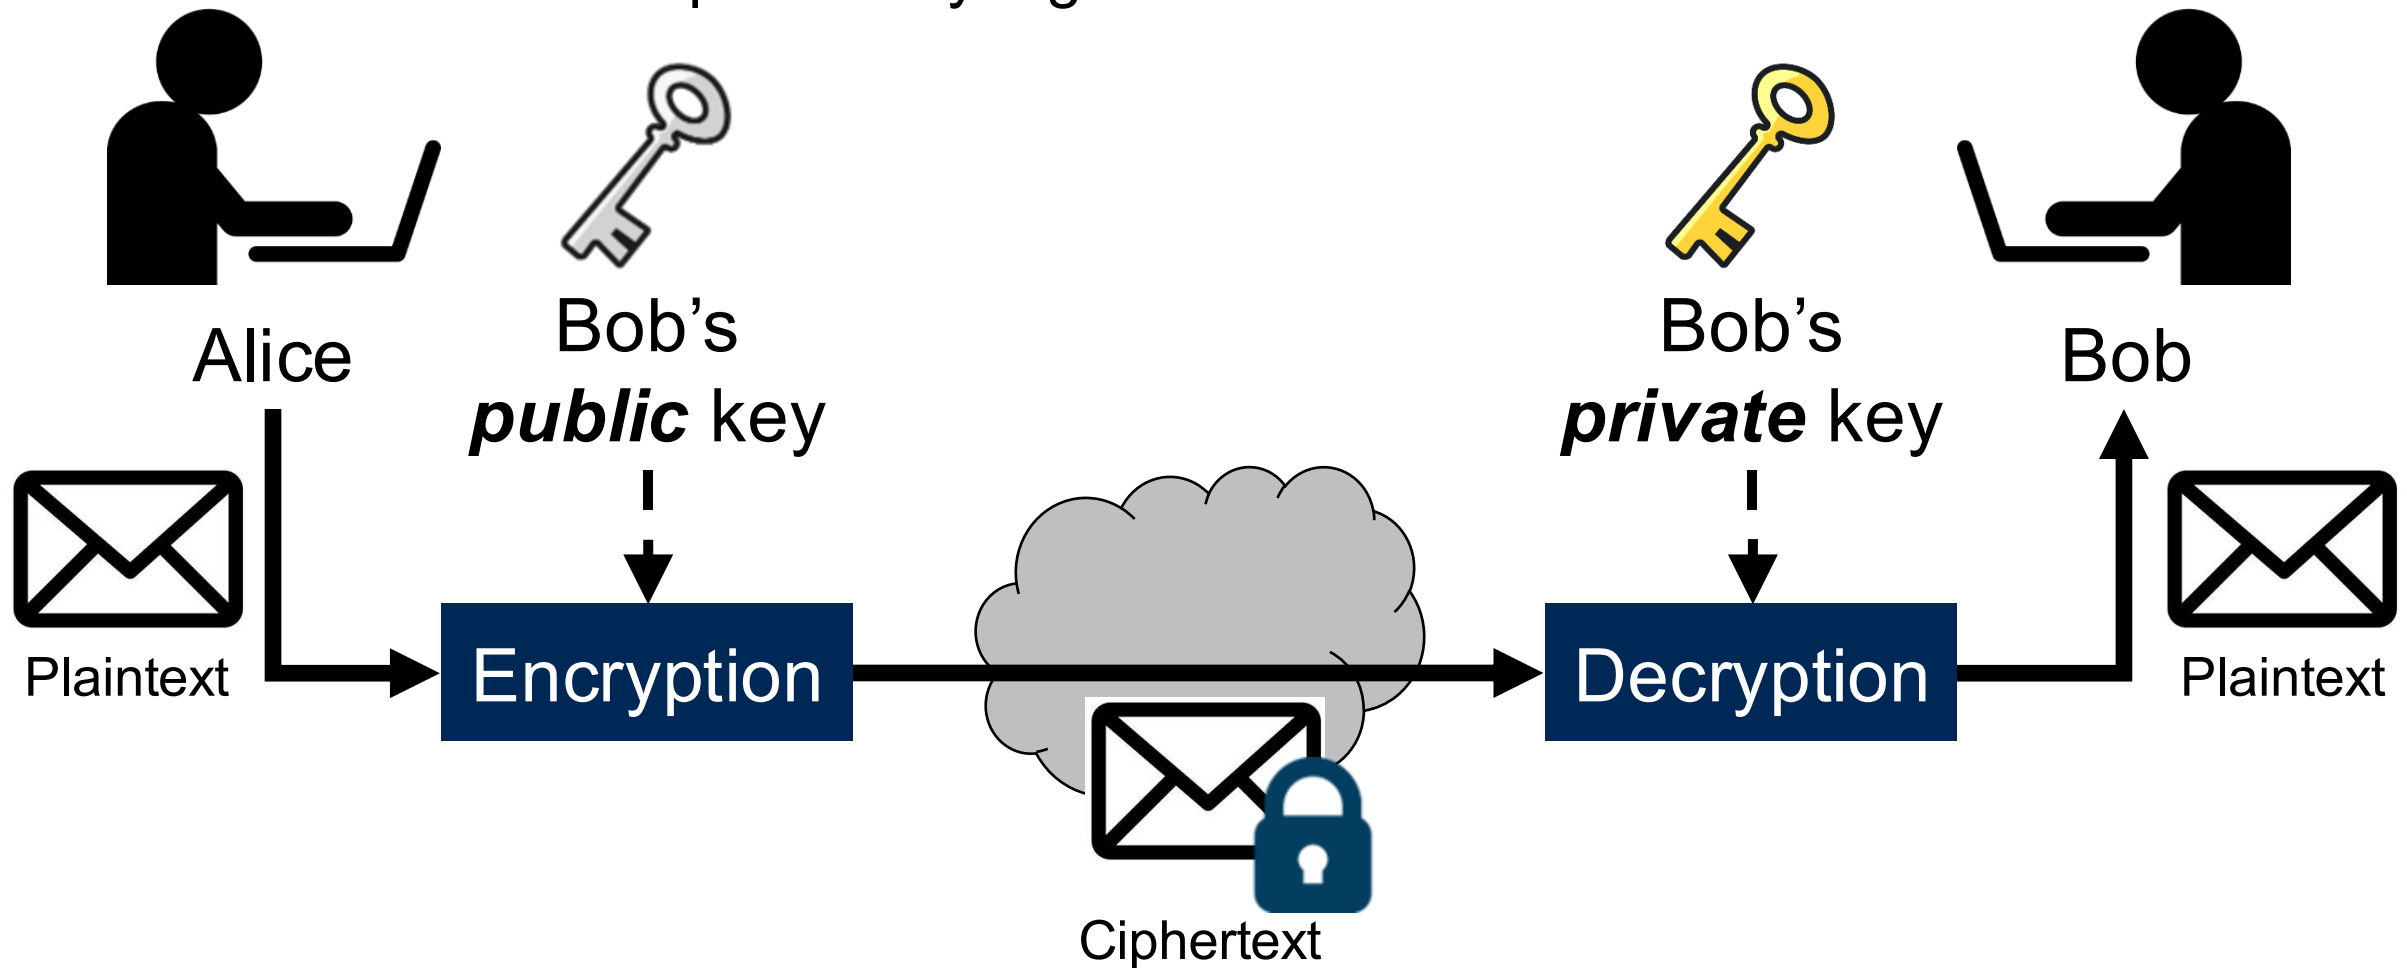 Alice
Bob's
public key
Bob's
private key
Bob
Plaintext
Encryption
Decryption
Plaintext
Ciphertext